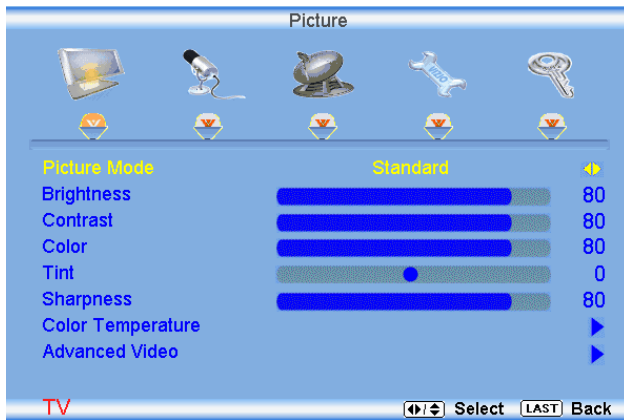 Picture
Picture Mode Standard
Brightness 80
Contrast 80
Color 80
Tint 0
Sharpness 80
Color Temperature
Advanced Video
TV Select LAST Back